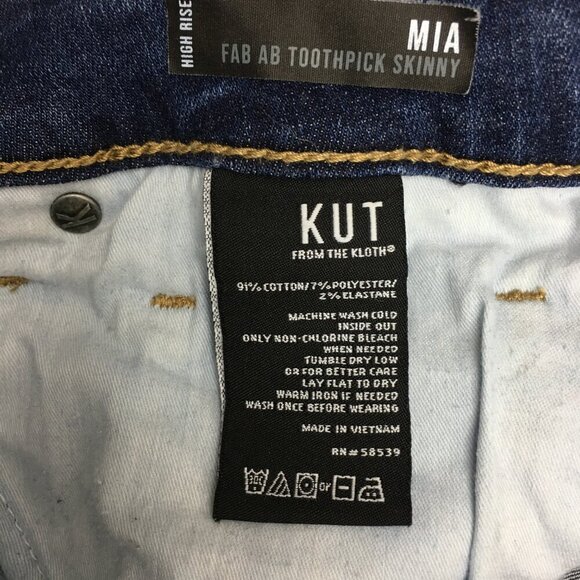 HIGH RISE
MIA
FAB AB TOOTHPICK SKINNY
KUT
FROM THE KLOTH®
91% COTTON/7% POLYESTER/
2% ELASTANE
MACHINE WASH COLD
INSIDE OUT
ONLY NON-CHLORINE BLEACH
WHEN NEEDED
TUMBLE DRY LOW
OR FOR BETTER CARE
LAY FLAT TO DRY
WARM IRON IF NEEDED
WASH ONCE BEFORE WEARING
MADE IN VIETNAM
RN#58539
or
K